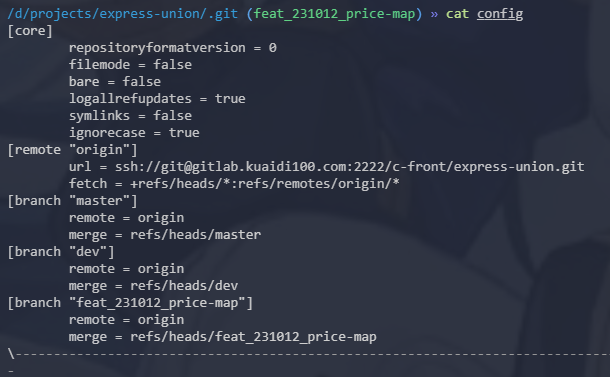 /d/projects/express-union/.git (feat_231012_price-map) » cat config
[core]
        repositoryformatversion = 0
        filemode = false
        bare = false
        logallrefupdates = true
        symlinks = false
        ignorecase = true
[remote "origin"]
        url = ssh://git@gitlab.kuaidi100.com:2222/c-front/express-union.git
        fetch = +refs/heads/*:refs/remotes/origin/*
[branch "master"]
        remote = origin
        merge = refs/heads/master
[branch "dev"]
        remote = origin
        merge = refs/heads/dev
[branch "feat_231012_price-map"]
        remote = origin
        merge = refs/heads/feat_231012_price-map
\----------------------------------------------------------------------------
-